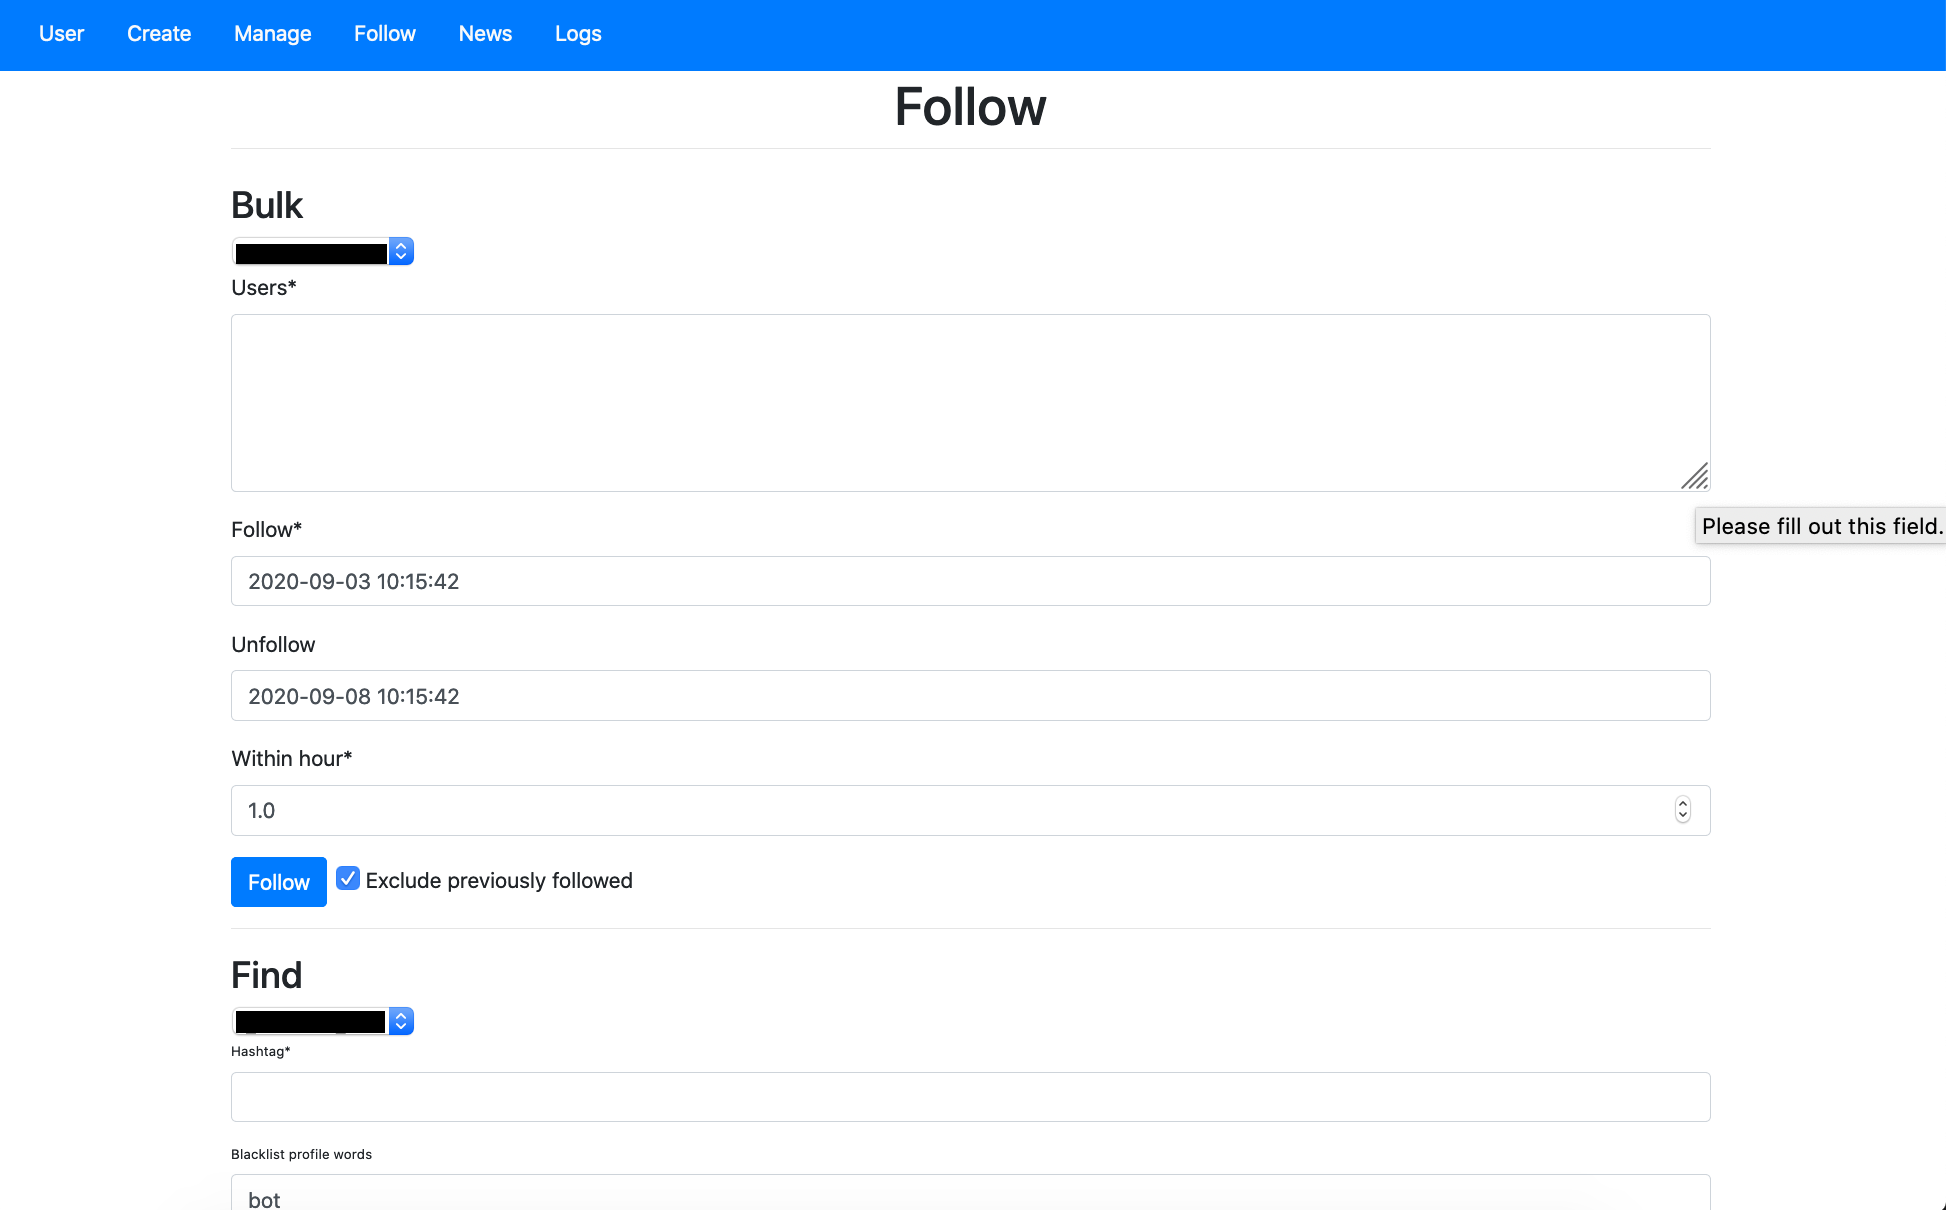 User Create Manage Follow News Logs
Follow
Bulk
Users*
Please fill out this field.
Follow*
2020-09-03 10:15:42
Unfollow
2020-09-08 10:15:42
Within hour*
1.0
Follow Exclude previously followed
Find
Hashtag*
Blacklist profile words
bot